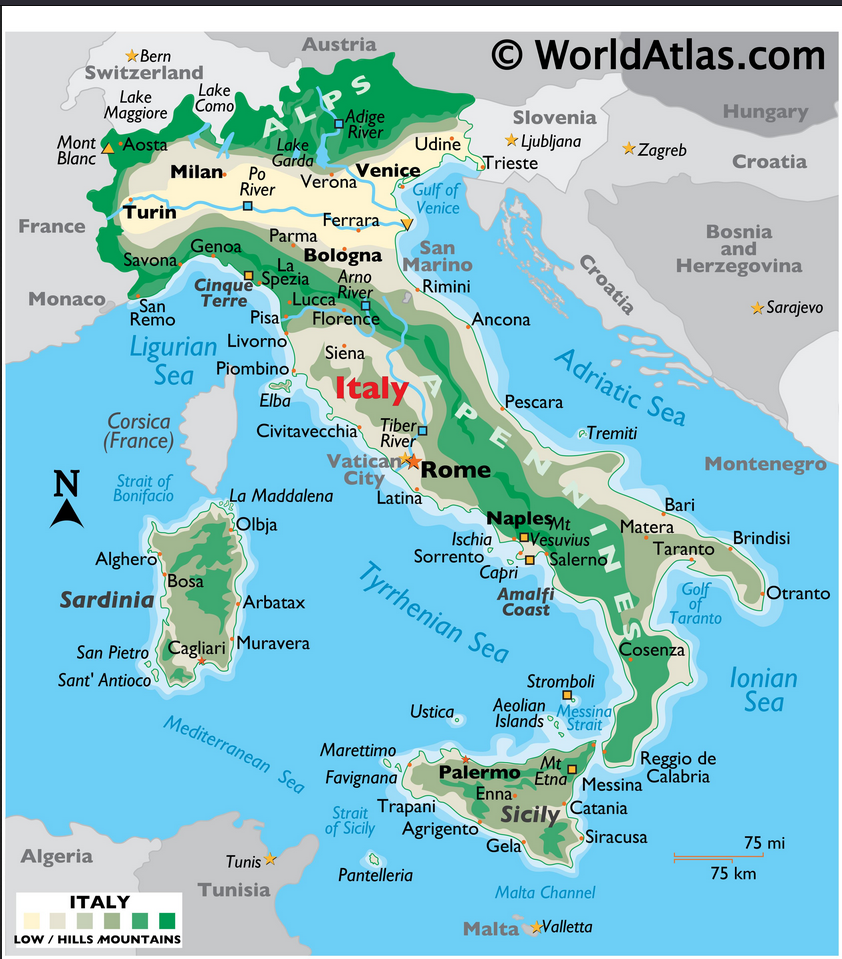 © WorldAtlas.com
Austria
Bern
Switzerland
Lake
Maggiore
Lake
Como
ALPS
Adige
River
Slovenia
Hungary
Ljubljana
Zagreb
Croatia
Mont
Blanc
Aosta
Lake
Garda
Udine
Trieste
Milan
Po
River
Verona
Venice
Gulf of
Venice
Turin
Ferrara
France
Parma
Genoa
Bologna
San
Marino
Bosnia
and
Herzegovina
Savona
La
Spezia
Arno
River
Cinque
Terre
Rimini
Croatia
Monaco
San
Remo
Lucca
Pisa
Florence
Ancona
Sarajevo
Ligurian
Sea
Livorno
Siena
Piombino
Adriatic Sea
Italy
Elba
APENNINES
Pescara
Corsica
(France)
Civitavecchia
Tiber
River
Tremiti
Vatican
City
Rome
Montenegro
N
Strait of
Bonifacio
La Maddalena
Latina
Olbja
Naples
Mt
Vesuvius
Bari
Matera
Brindisi
Ischia
Sorrento
Salerno
Taranto
Capri
Alghero
Bosa
Amalfi
Coast
Golf
of
Taranto
Otranto
Sardinia
Arbatax
Tyrrhenian Sea
Cagliari
Muravera
San Pietro
Sant' Antioco
Cosenza
Stromboli
Ionian
Sea
Ustica
Aeolian
Islands
Messina
Strait
Mediterranean Sea
Marettimo
Favignana
Palermo
Mt
Etna
Reggio de
Calabria
Messina
Enna
Trapani
Sicily
Catania
Strait
of Sicily
Agrigento
Siracusa
Gela
75 mi
75 km
Algeria
Tunis
Tunisia
Pantelleria
Malta Channel
Malta
Valletta
ITALY
LOW / HILLS /MOUNTAINS